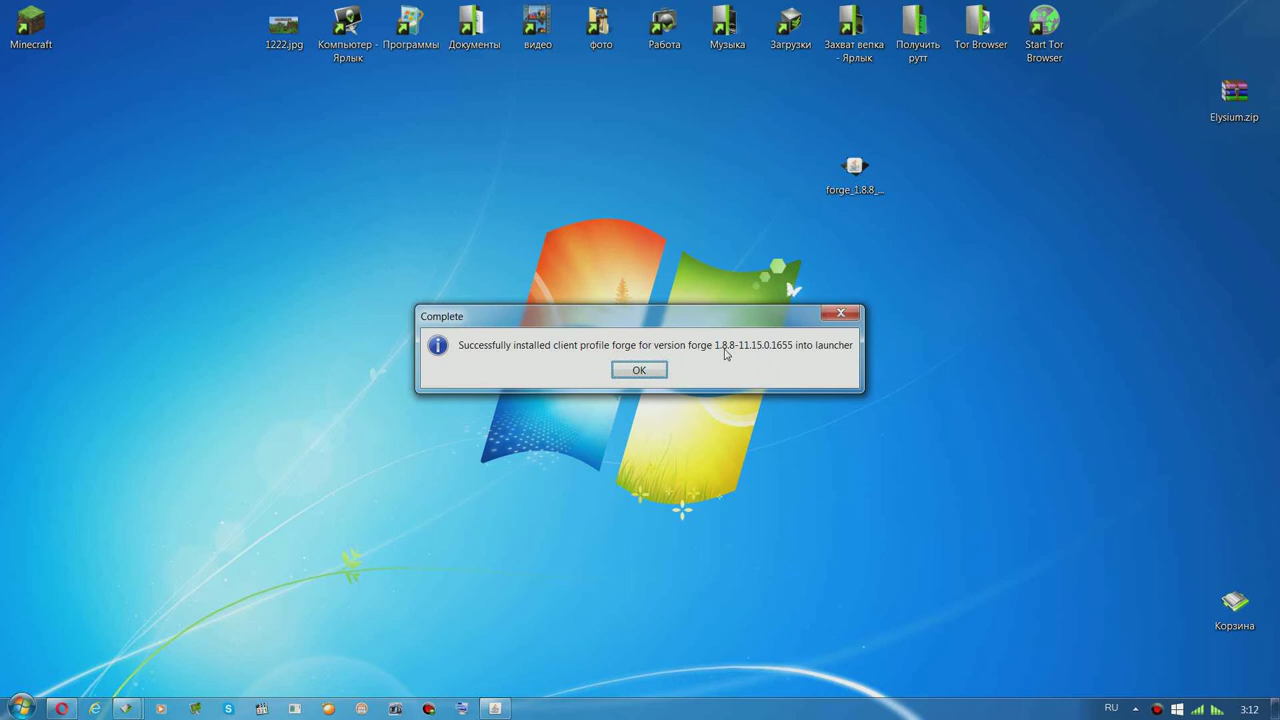 Minecraft
1222.jpg
Компьютер -
Ярлык
Программы
Документы
видео
фото
Работа
Музыка
Загрузки
Захват вепка
- Ярлык
Получить
рутт
Tor Browser
Start Tor
Browser
Elysium.zip
forge_1.8.8_...
Complete
Successfully installed client profile forge for version forge 1.8.8-11.15.0.1655 into launcher
OK
Корзина
RU
3:12